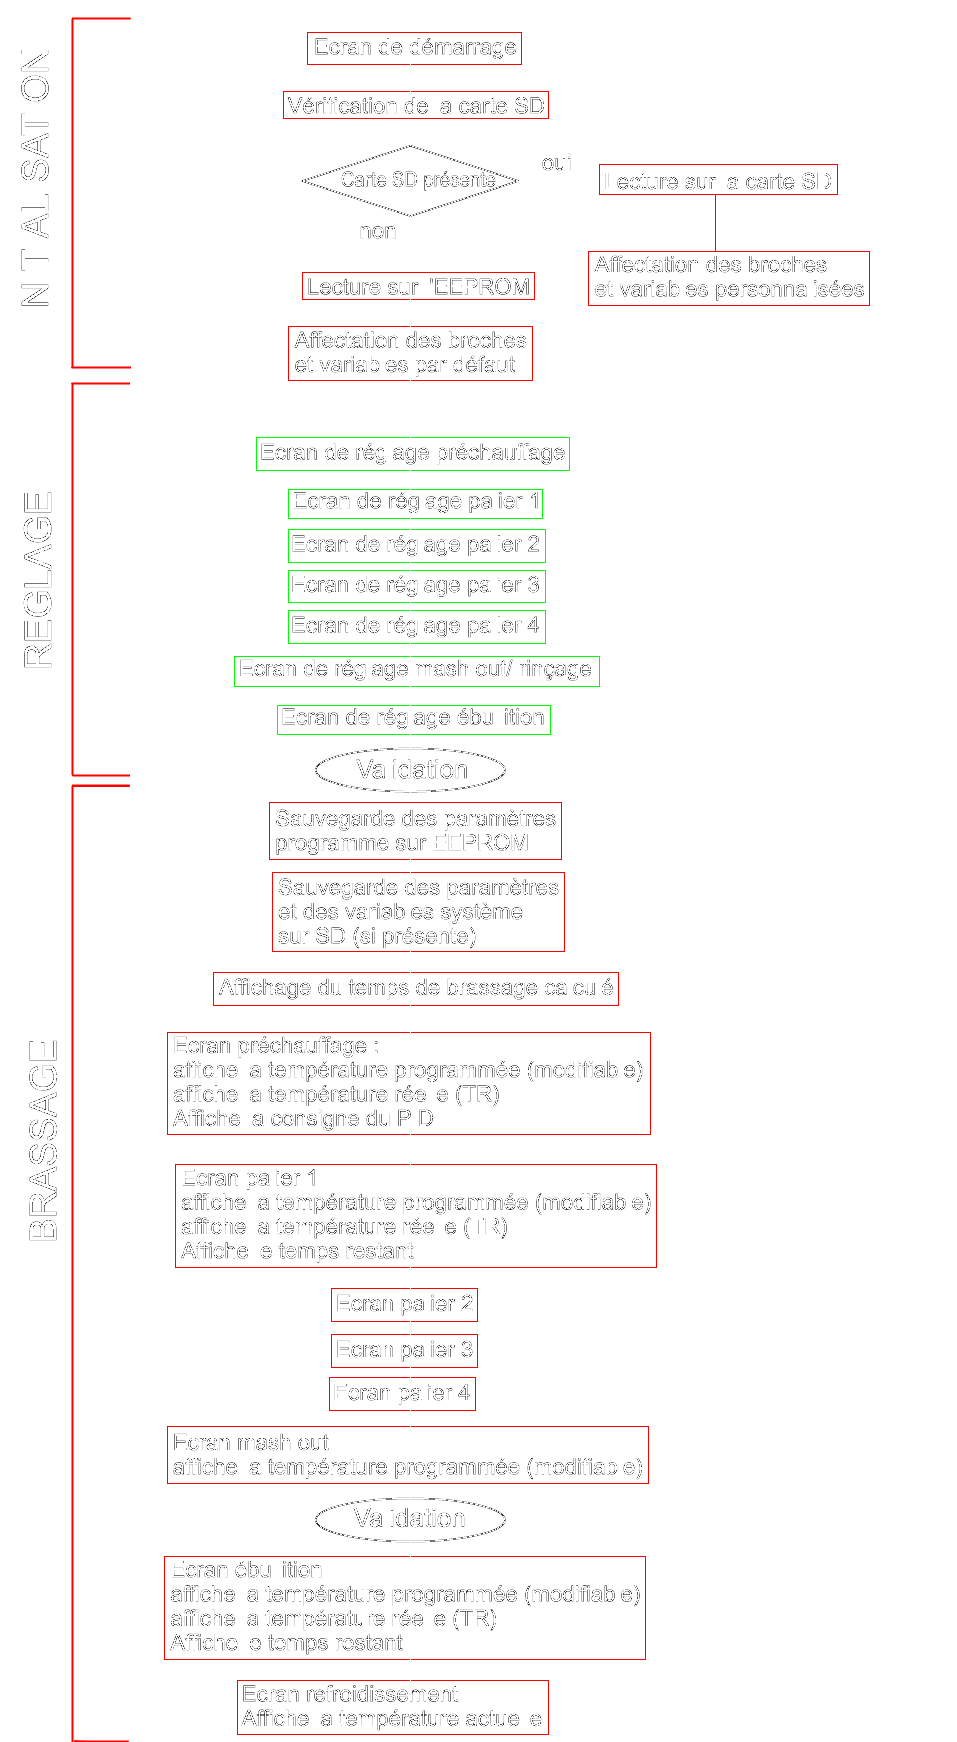 INITIALISATION
Ecran de démarrage
Vérification de la carte SD
Carte SD présente
oui
non
Lecture sur la carte SD
Affectation des broches
et variables personnalisées
Lecture sur l'EEPROM
Affectation des broches
et variables par défaut
REGLAGE
Ecran de réglage préchauffage
Ecran de réglage palier 1
Ecran de réglage palier 2
Ecran de réglage palier 3
Ecran de réglage palier 4
Ecran de réglage mash out/ rinçage
Ecran de réglage ébullition
Validation
BRASSAGE
Sauvegarde des paramètres
programme sur EEPROM
Sauvegarde des paramètres
et des variables système
sur SD (si présente)
Affichage du temps de brassage calculé
Ecran préchauffage :
affiche la température programmée (modifiable)
affiche la température réelle (TR)
Affiche la consigne du PID
Ecran palier 1
affiche la température programmée (modifiable)
affiche la température réelle (TR)
Affiche le temps restant
Ecran palier 2
Ecran palier 3
Ecran palier 4
Ecran mash out
affiche la température programmée (modifiable)
Validation
Ecran ébullition
affiche la température programmée (modifiable)
affiche la température réelle (TR)
Affiche le temps restant
Ecran refroidissement
Affiche la température actuelle